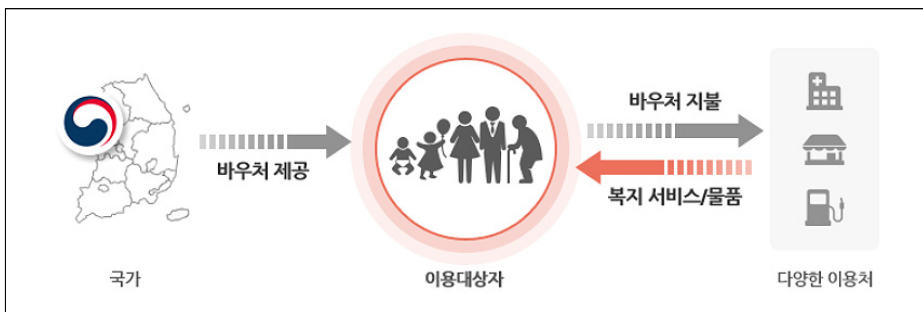 바우처 제공
바우처 지불
복지 서비스/물품
국가
이용대상자
다양한 이용처